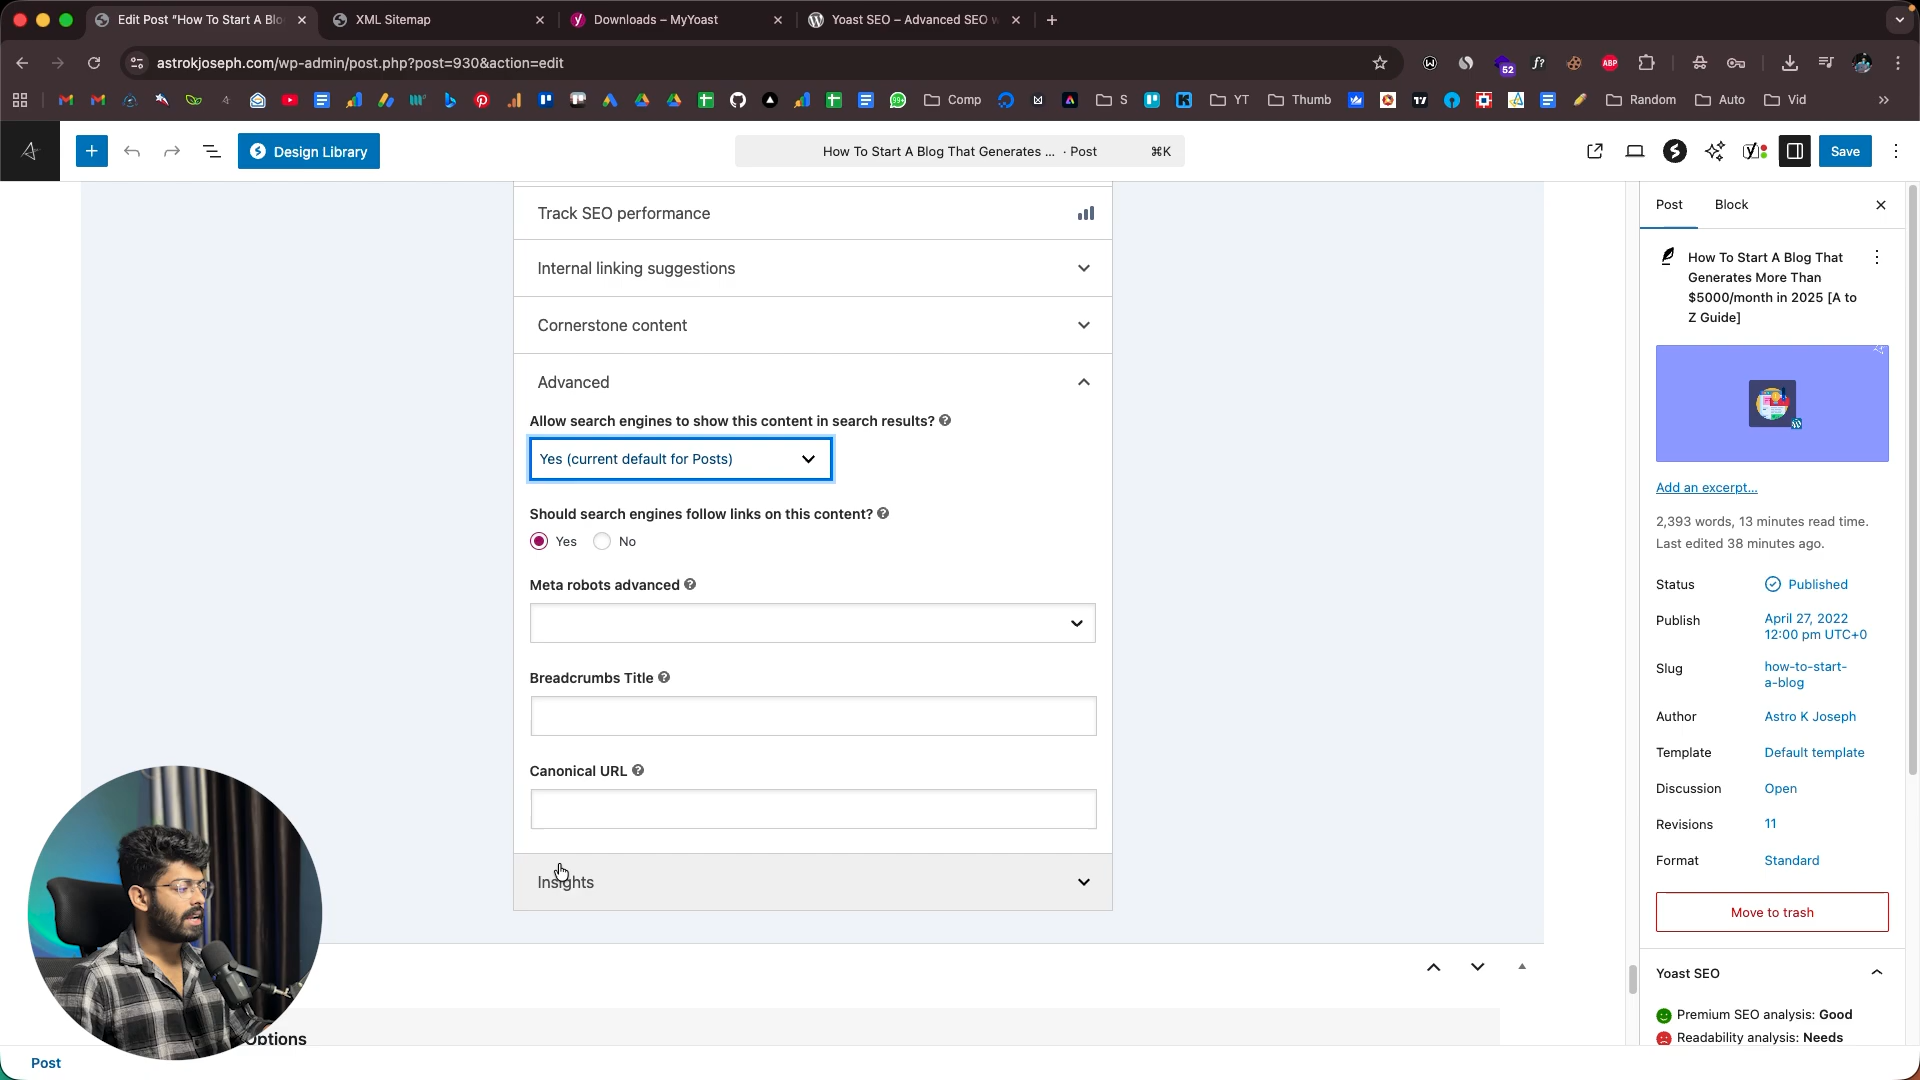 Edit Post “How To Start A Blo
XML Sitemap
Downloads – MyYoast
Yoast SEO – Advanced SEO w
astrokjoseph.com/wp-admin/post.php?post=930&action=edit
52
ABP
Comp
S
YT
Thumb
Random
Auto
Vid
Design Library
How To Start A Blog That Generates ... · Post
⌘K
Save
Track SEO performance
Internal linking suggestions
Cornerstone content
Advanced
Allow search engines to show this content in search results?
Yes (current default for Posts)
Should search engines follow links on this content?
Yes
No
Meta robots advanced
Breadcrumbs Title
Canonical URL
Insights
Options
Post
Post
Block
How To Start A Blog That
Generates More Than
$5000/month in 2025 [A to
Z Guide]
Add an excerpt...
2,393 words, 13 minutes read time.
Last edited 38 minutes ago.
Status
Published
Publish
April 27, 2022
12:00 pm UTC+0
Slug
how-to-start-
a-blog
Author
Astro K Joseph
Template
Default template
Discussion
Open
Revisions
11
Format
Standard
Move to trash
Yoast SEO
Premium SEO analysis: Good
Readability analysis: Needs